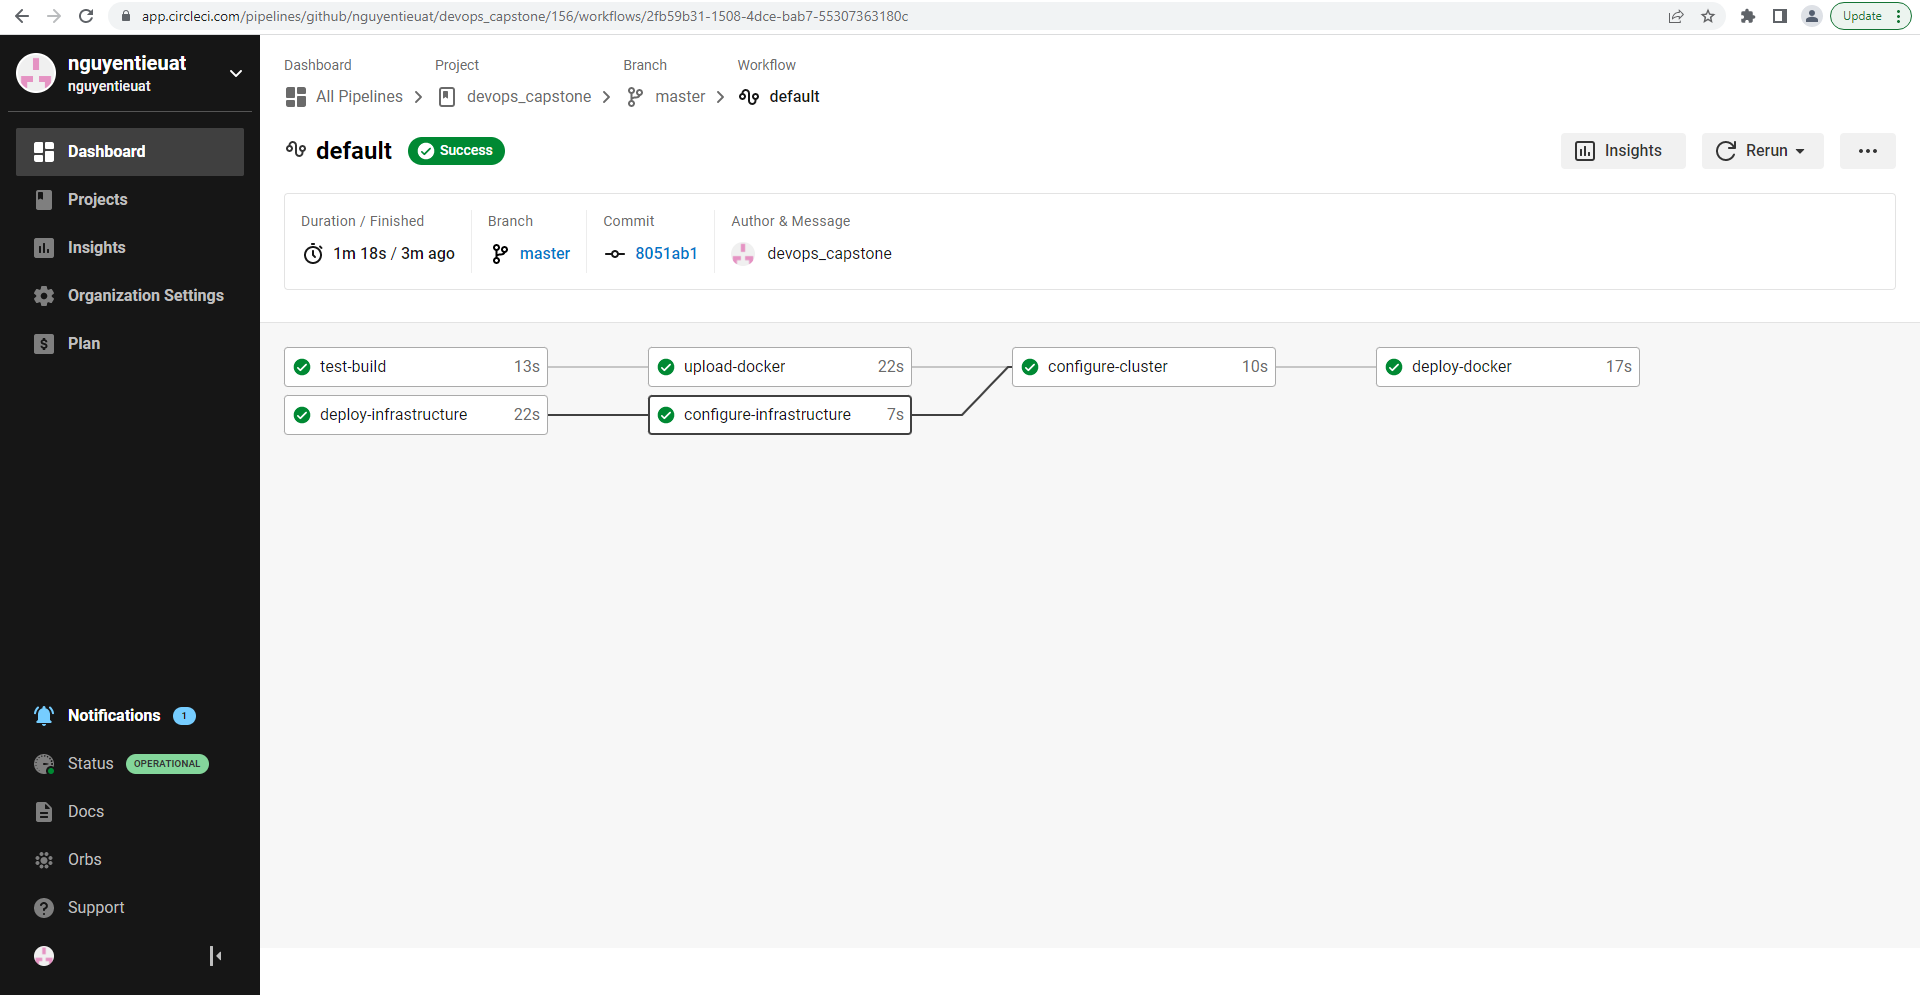 app.circleci.com/pipelines/github/nguyentieuat/devops_capstone/156/workflows/2fb59b31-1508-4dce-bab7-55307363180c
Update
nguyentieuat
nguyentieuat
Dashboard
Projects
Insights
Organization Settings
$ Plan
Notifications 1
Status OPERATIONAL
Docs
Orbs
? Support
Dashboard Project Branch Workflow
All Pipelines devops_capstone master default
default Success
Insights Rerun
Duration / Finished Branch Commit Author & Message
1m 18s / 3m ago master 8051ab1 devops_capstone
test-build 13s upload-docker 22s configure-cluster 10s deploy-docker 17s
deploy-infrastructure 22s configure-infrastructure 7s